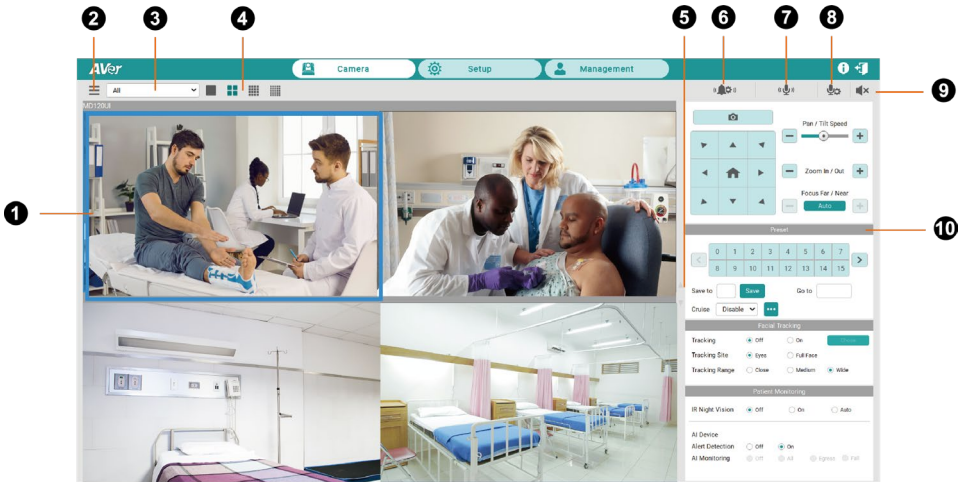 2 3 4 5 6 7 8
AVer Camera Setup Management
All
9
MD120UI
Pan / Tilt Speed
Zoom In / Out
1
Focus Far / Near
Auto
Preset
10
0 1 2 3 4 5 6 7
8 9 10 11 12 13 14 15
Save to Save Go to
Cruise Disable
Facial Tracking
Tracking Off On
Tracking Site Eyes Full Face
Tracking Range Close Medium Wide
Patient Monitoring
IR Night Vision Off On Auto
AI Device
Alert Detection Off On
AI Monitoring Off All Egress Fall